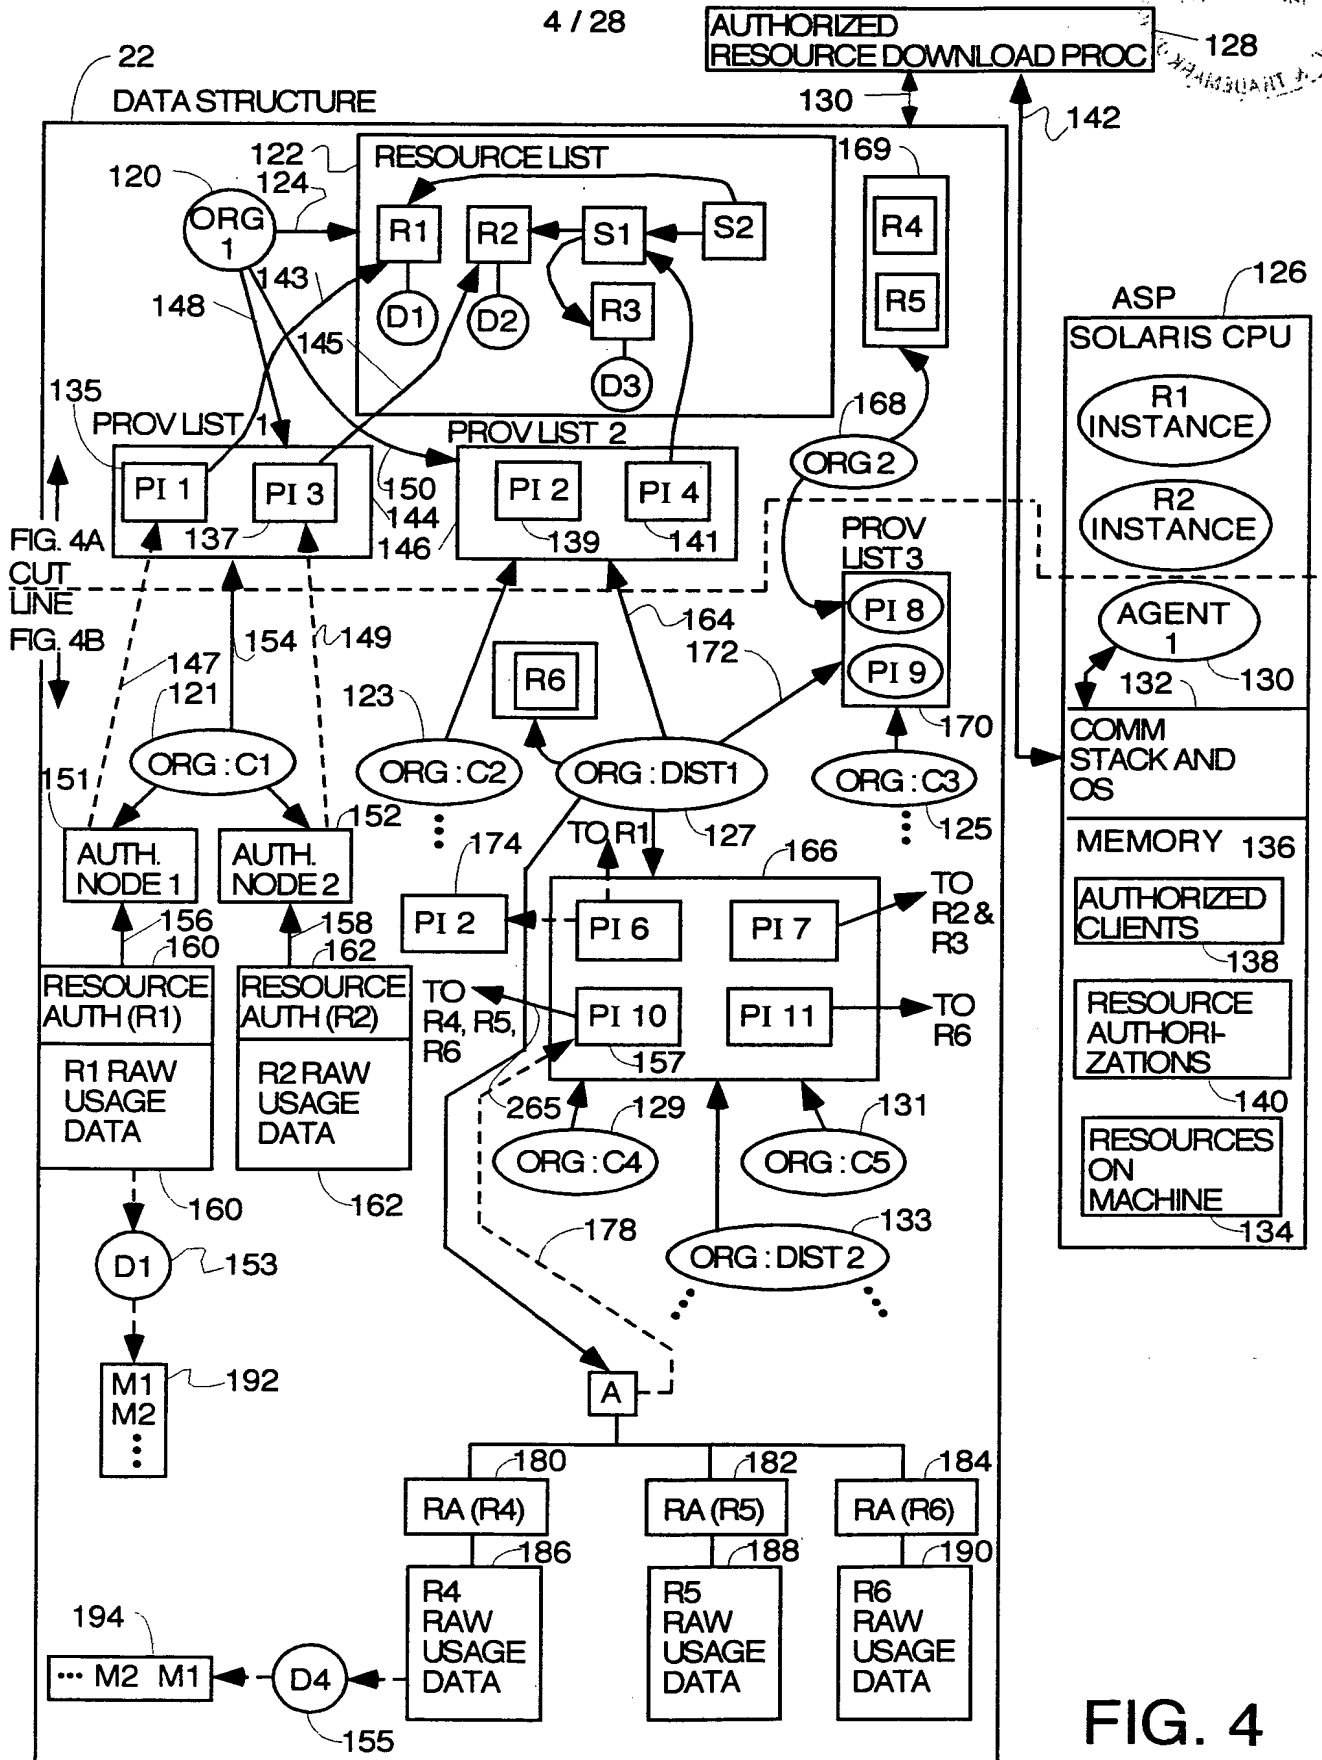 4 / 28
AUTHORIZED
RESOURCE DOWNLOAD PROC
128
22
DATA STRUCTURE
130
142
122
RESOURCE LIST
169
120
124
ORG
1
R1
R2
S1
S2
R4
143
148
D1
D2
R3
R5
126
ASP
SOLARIS CPU
145
D3
135
R1
INSTANCE
168
PROV LIST 1
PROV LIST 2
ORG 2
PI 1
PI 3
150
PI 2
PI 4
R2
INSTANCE
144
137
146
139
141
PROV
LIST 3
FIG. 4A
CUT
LINE
FIG. 4B
154
149
164
PI 8
AGENT
1
147
172
R6
PI 9
121
123
132
130
170
ORG : C1
ORG : C2
ORG : DIST1
ORG : C3
COMM
STACK AND
OS
151
152
127
125
TO R1
174
166
MEMORY
136
AUTH.
NODE 1
AUTH.
NODE 2
TO
R2 &
R3
AUTHORIZED
CLIENTS
PI 2
PI 6
PI 7
156
158
160
162
138
RESOURCE
AUTH (R1)
RESOURCE
AUTH (R2)
TO
R4, R5,
R6
PI 10
PI 11
TO
R6
RESOURCE
AUTHORI-
ZATIONS
157
R1 RAW
USAGE
DATA
R2 RAW
USAGE
DATA
265
129
131
140
ORG : C4
ORG : C5
RESOURCES
ON
MACHINE
160
162
178
133
134
D1
153
ORG : DIST 2
M1
M2
192
A
180
182
184
RA (R4)
RA (R5)
RA (R6)
186
188
190
R4
RAW
USAGE
DATA
R5
RAW
USAGE
DATA
R6
RAW
USAGE
DATA
194
••• M2 M1
D4
155
FIG. 4